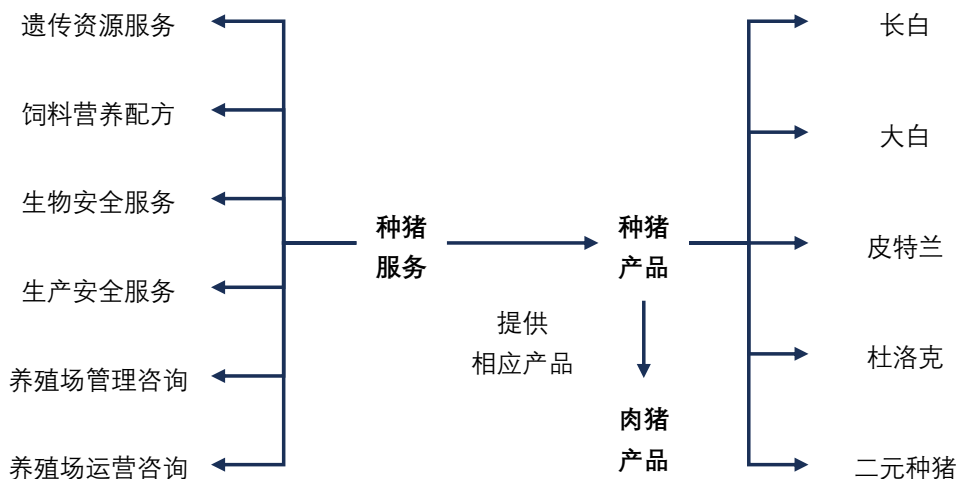 遗传资源服务
饲料营养配方
生物安全服务
生产安全服务
养殖场管理咨询
养殖场运营咨询
种猪
服务
提供
相应产品
种猪
产品
肉猪
产品
长白
大白
皮特兰
杜洛克
二元种猪